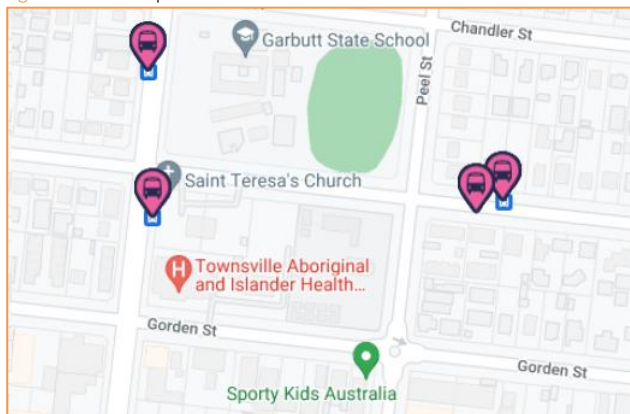 Chandler St
Garbutt State School
Peel St
Saint Teresa's Church
H
Townsville Aboriginal
and Islander Health...
Gorden St
Gorden St
Sporty Kids Australia